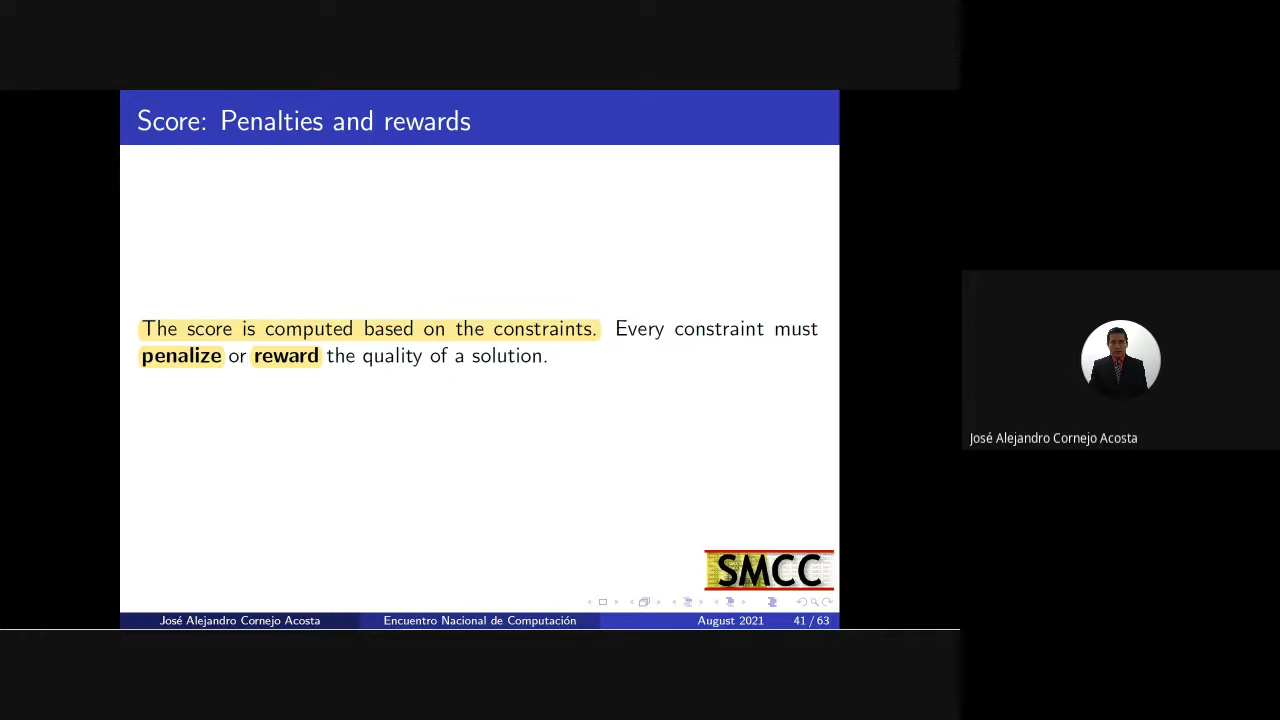 Score: Penalties and rewards
The score is computed based on the constraints. Every constraint must
penalize or reward the quality of a solution.
José Alejandro Cornejo Acosta
SMCC
José Alejandro Cornejo Acosta Encuentro Nacional de Computación August 2021 41 / 63